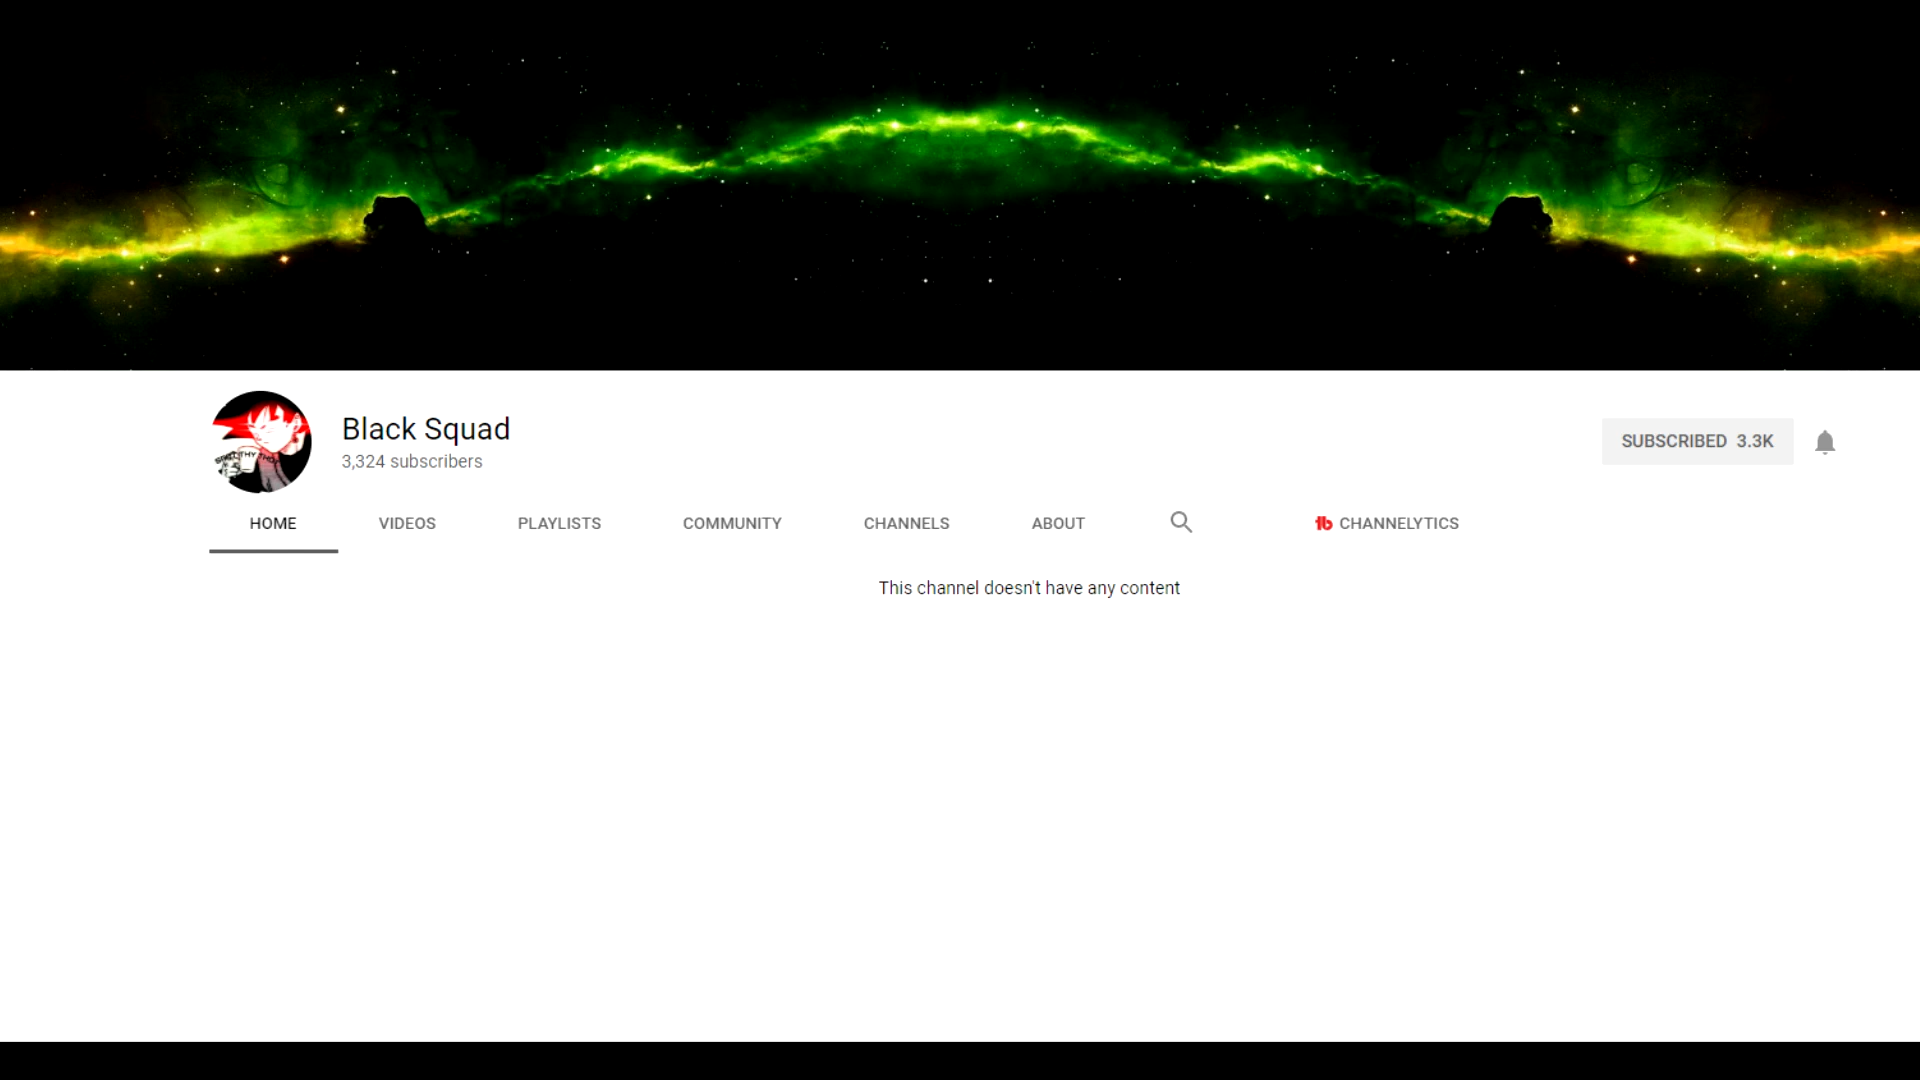 Black Squad
3,324 subscribers
SUBSCRIBED 3.3K
HOME VIDEOS PLAYLISTS COMMUNITY CHANNELS ABOUT tb CHANNELYTICS
This channel doesn't have any content